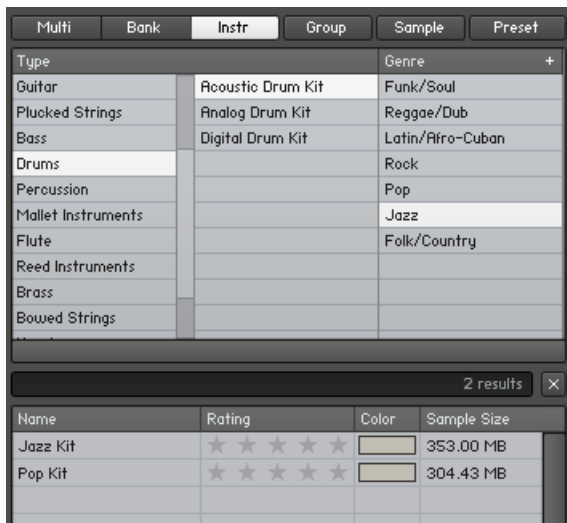 Multi Bank Instr Group Sample Preset
Type Genre +
Guitar Acoustic Drum Kit Funk/Soul
Plucked Strings Analog Drum Kit Reggae/Dub
Bass Digital Drum Kit Latin/Afro-Cuban
Drums Rock
Percussion Pop
Mallet Instruments Jazz
Flute Folk/Country
Reed Instruments
Brass
Bowed Strings
2 results ×
Name Rating Color Sample Size
Jazz Kit 353.00 MB
Pop Kit 304.43 MB